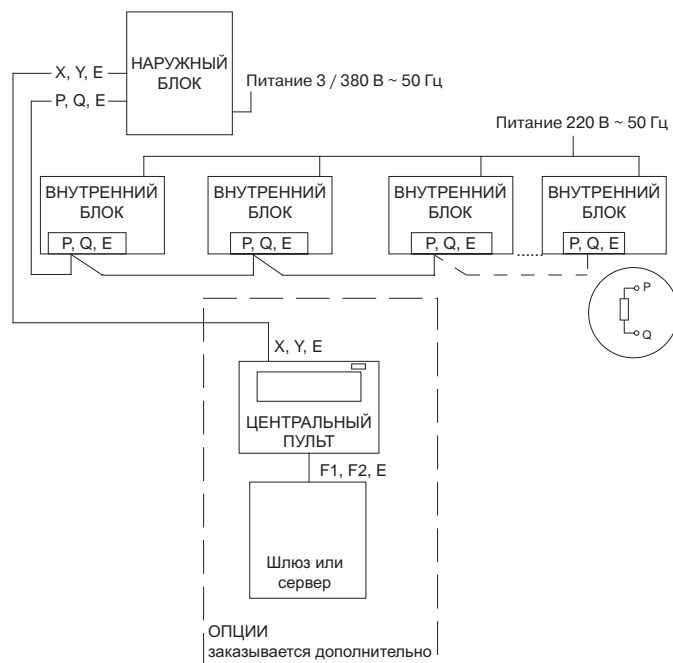 НАРУЖНЫЙ
БЛОК
X, Y, E
P, Q, E
Питание 3 / 380 В ~ 50 Гц
Питание 220 В ~ 50 Гц
ВНУТРЕННИЙ
БЛОК
P, Q, E
ВНУТРЕННИЙ
БЛОК
P, Q, E
ВНУТРЕННИЙ
БЛОК
P, Q, E
ВНУТРЕННИЙ
БЛОК
P, Q, E
P
Q
X, Y, E
ЦЕНТРАЛЬНЫЙ
ПУЛЬТ
F1, F2, E
Шлюз или
сервер
ОПЦИИ
заказывается дополнительно